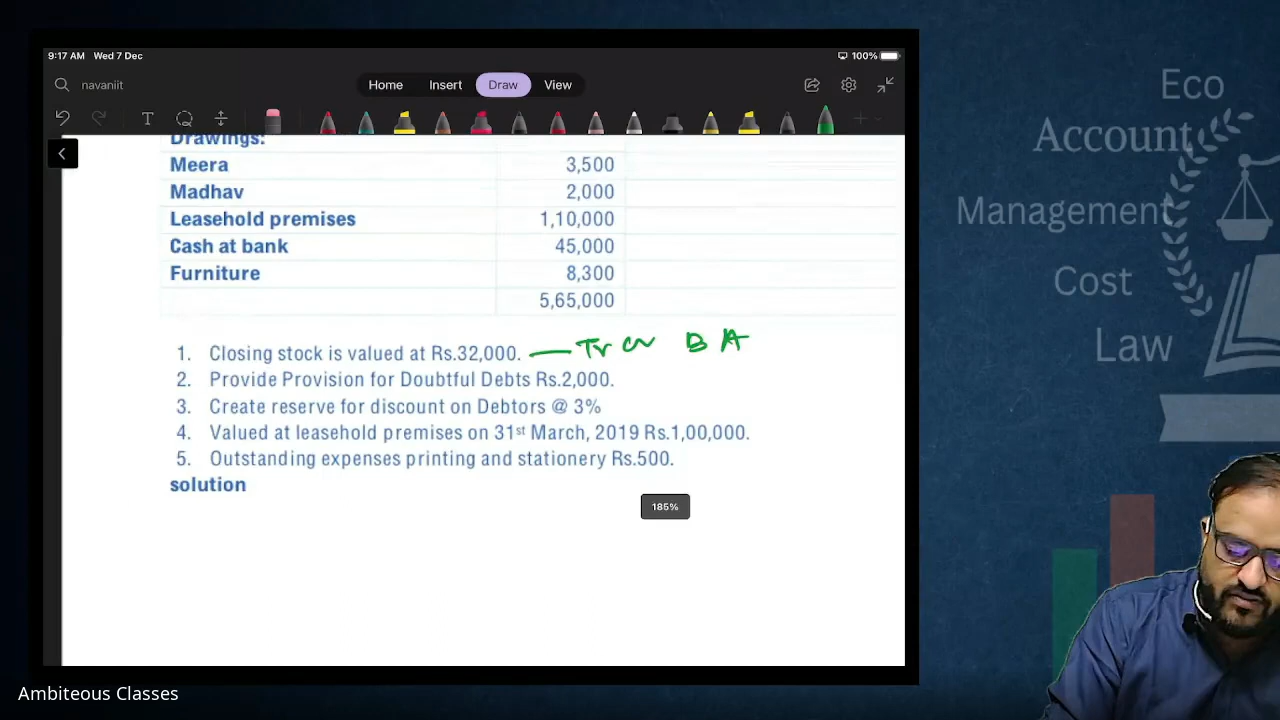 9:17 AM Wed 7 Dec
100%
navaniit
Home Insert Draw View
Drawings:
Meera 3,500
Madhav 2,000
Leasehold premises 1,10,000
Cash at bank 45,000
Furniture 8,300
5,65,000
1. Closing stock is valued at Rs.32,000. — Tr Cr B A
2. Provide Provision for Doubtful Debts Rs.2,000.
3. Create reserve for discount on Debtors @ 3%
4. Valued at leasehold premises on 31st March, 2019 Rs.1,00,000.
5. Outstanding expenses printing and stationery Rs.500.
solution
185%
Eco
Account
Management
Cost
Law
Ambiteous Classes